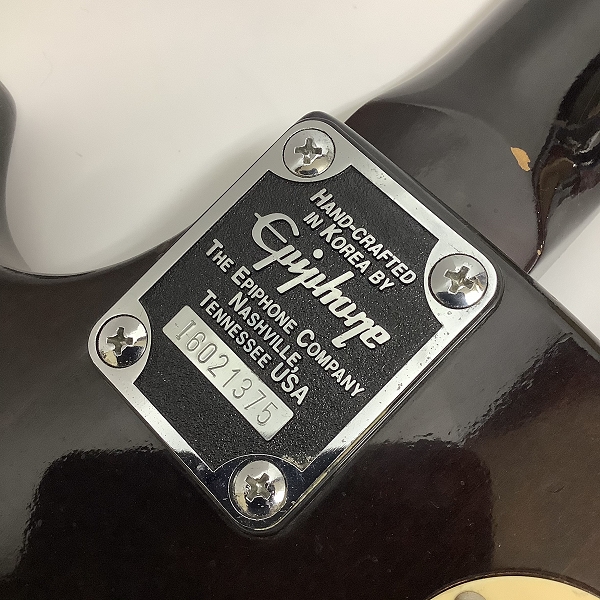 HAND-CRAFTED
IN KOREA BY
Epiphone
THE EPIPHONE COMPANY
NASHVILLE,
TENNESSEE USA
I6021375